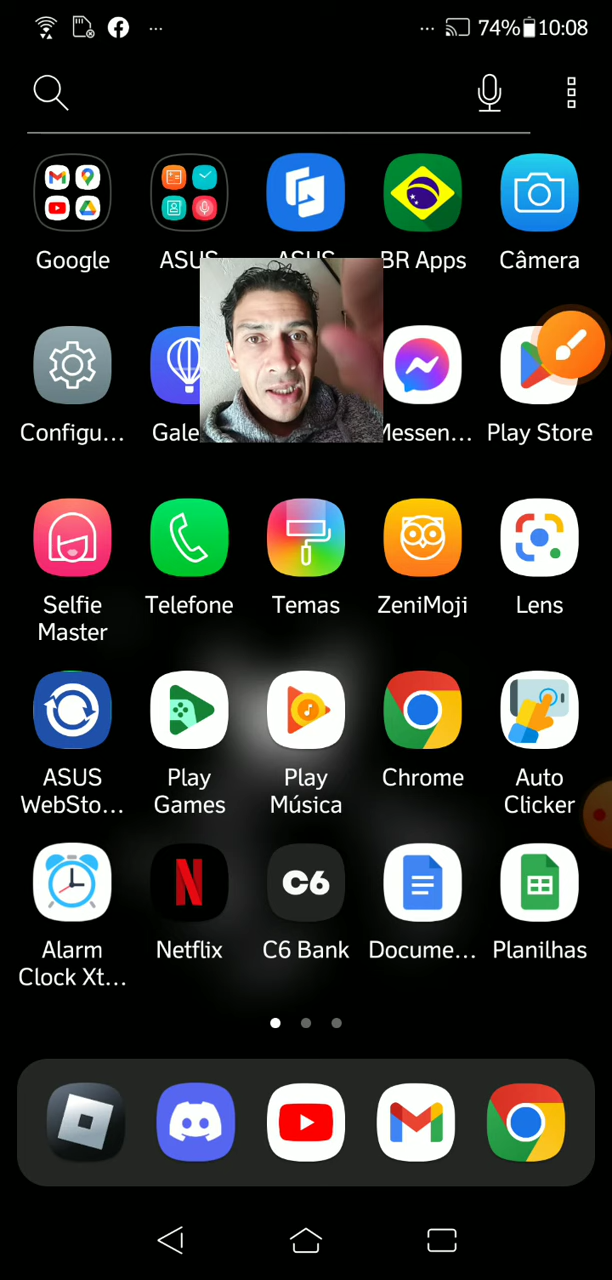 74% 10:08
Google ASUS ASUS BR Apps Câmera
Configu... Gale Messen... Play Store
Selfie Telefone Temas ZeniMoji Lens
Master
ASUS Play Play Chrome Auto
WebSto... Games Música Clicker
C6
Alarm Netflix C6 Bank Docume... Planilhas
Clock Xt...